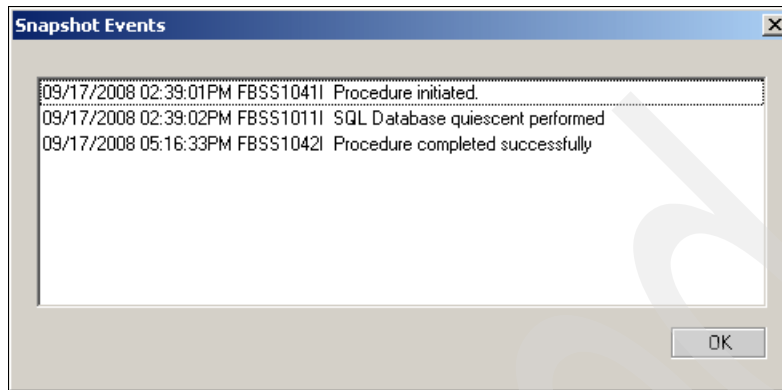 Snapshot Events
09/17/2008 02:39:01PM FBSS1041I Procedure initiated.
09/17/2008 02:39:02PM FBSS1011I SQL Database quiescent performed
09/17/2008 05:16:33PM FBSS1042I Procedure completed successfully
OK